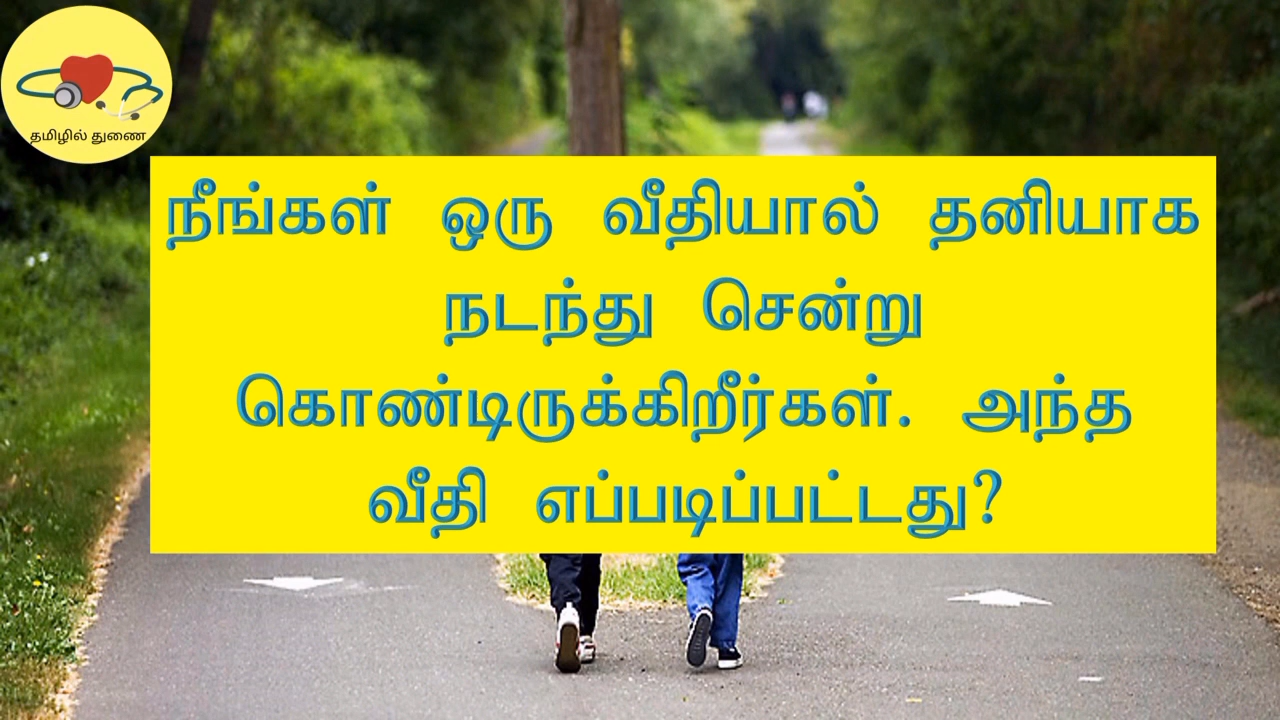 தமிழில் துணை
நீங்கள் ஒரு வீதியால் தனியாக
நடந்து சென்று
கொண்டிருக்கிறீர்கள். அந்த
வீதி எப்படிப்பட்டது?